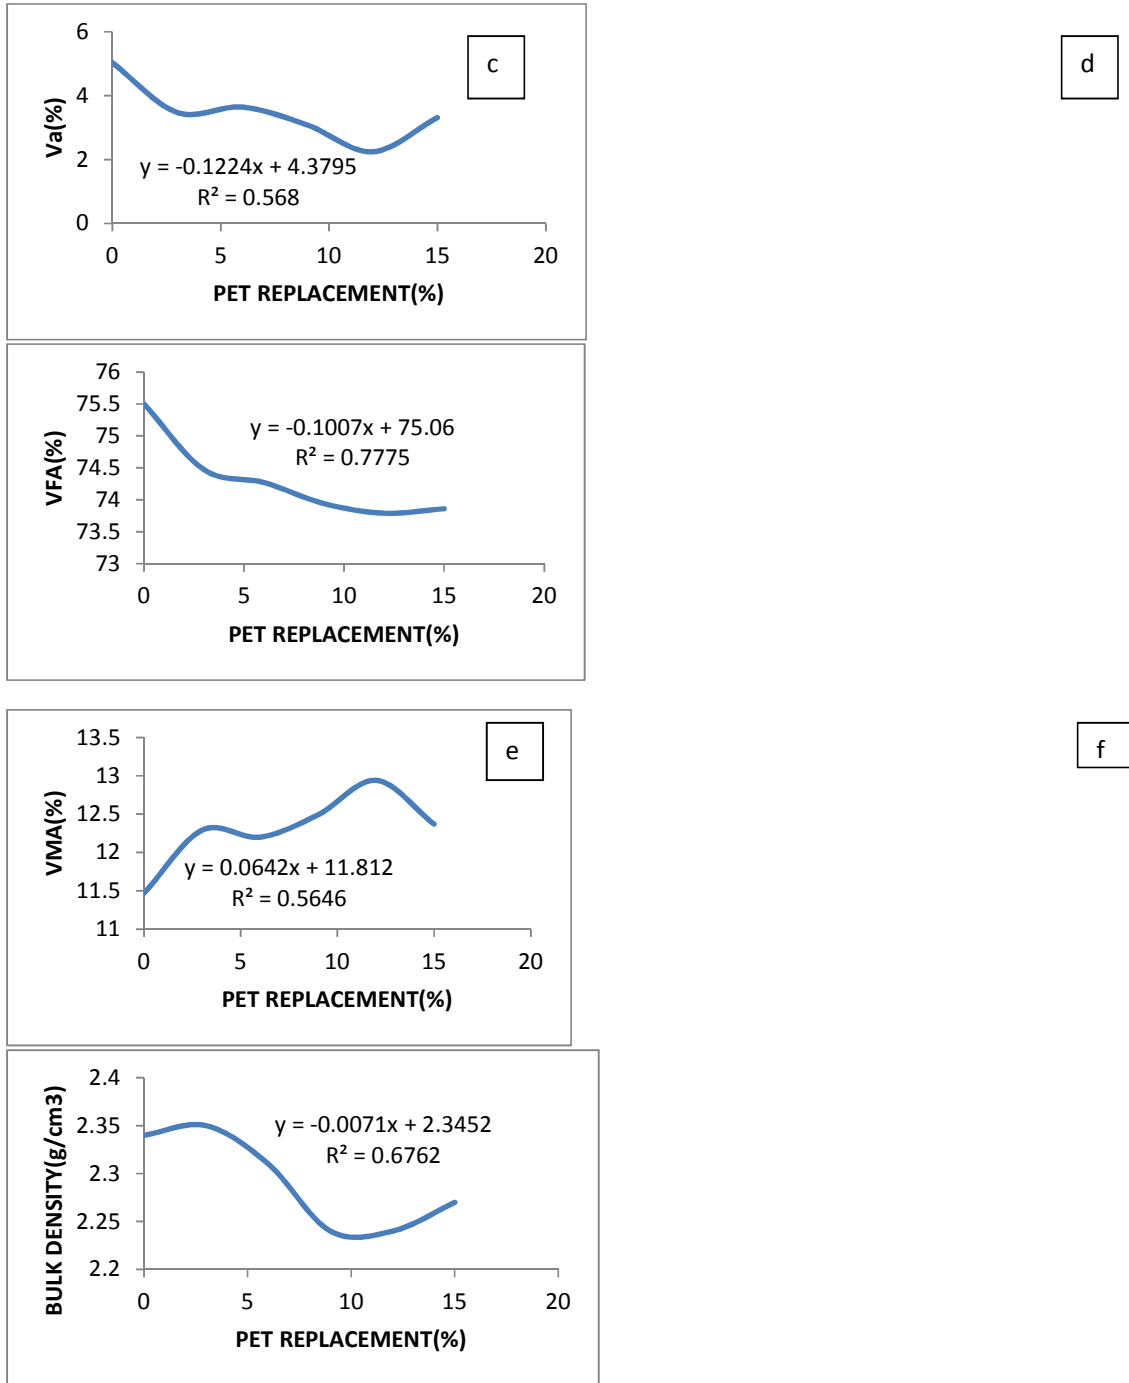 c
6
4
2
0
Va(%)
y = -0.1224x + 4.3795
R² = 0.568
0 5 10 15 20
PET REPLACEMENT(%)
d
76
75.5
75
74.5
74
73.5
73
VFA(%)
y = -0.1007x + 75.06
R² = 0.7775
0 5 10 15 20
PET REPLACEMENT(%)
e
13.5
13
12.5
12
11.5
11
VMA(%)
y = 0.0642x + 11.812
R² = 0.5646
0 5 10 15 20
PET REPLACEMENT(%)
f
2.4
2.35
2.3
2.25
2.2
BULK DENSITY(g/cm3)
y = -0.0071x + 2.3452
R² = 0.6762
0 5 10 15 20
PET REPLACEMENT(%)